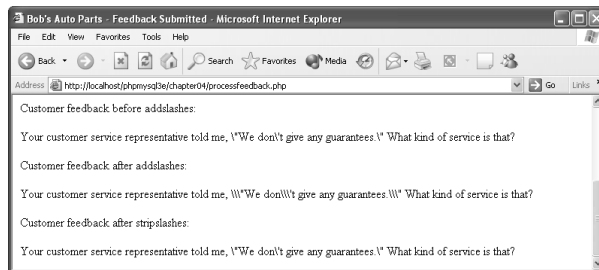 Bob's Auto Parts - Feedback Submitted - Microsoft Internet Explorer
File Edit View Favorites Tools Help
Back Search Favorites Media
Address http://localhost/phpmysql3e/chapter04/processfeedback.php Go Links
Customer feedback before addslashes:
Your customer service representative told me, \"We don\'t give any guarantees.\" What kind of service is that?
Customer feedback after addslashes:
Your customer service representative told me, \\\"We don\\\'t give any guarantees.\\\" What kind of service is that?
Customer feedback after stripslashes:
Your customer service representative told me, \"We don\'t give any guarantees.\" What kind of service is that?